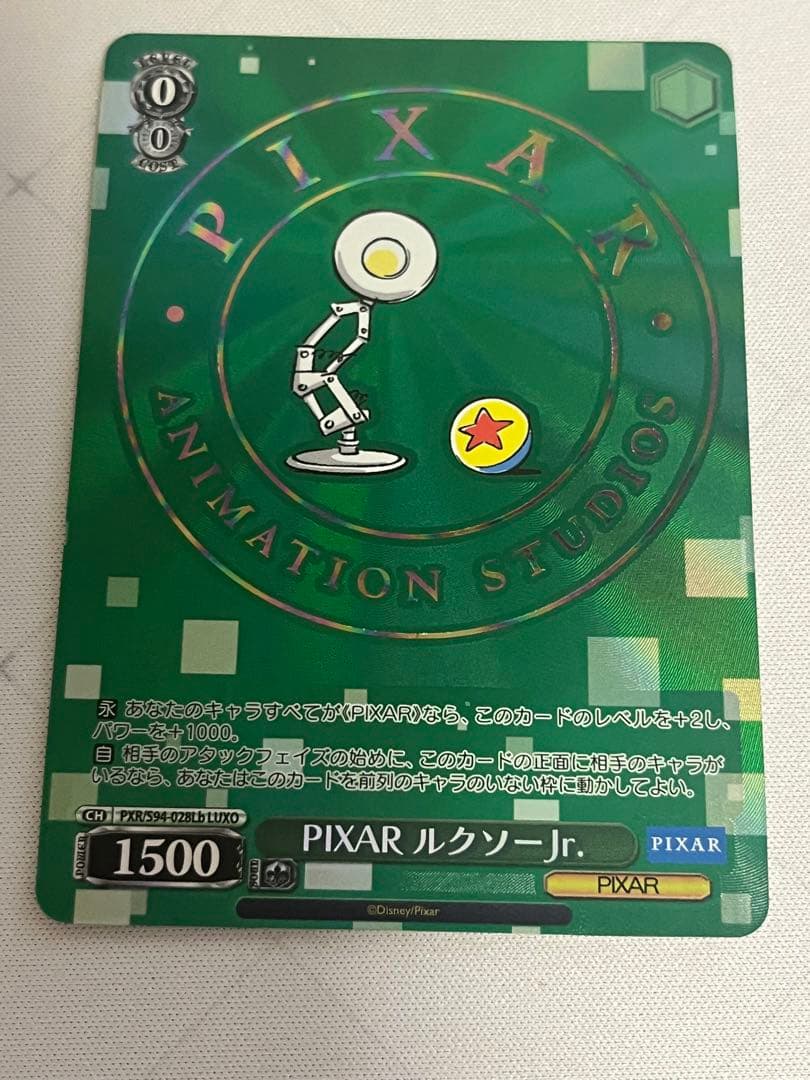 LEVEL
0
0
COST
PIXAR
ANIMATION STUDIOS
永 あなたのキャラすべてが《PIXAR》なら、このカードのレベルを+2し、
パワーを+1000。
自 相手のアタックフェイズの始めに、このカードの正面に相手のキャラが
いるなら、あなたはこのカードを前列のキャラのいない枠に動かしてよい。
CH PXR/S94-028Lb LUXO
POWER 1500
SOUL
PIXAR ルクソーJr.
PIXAR
PIXAR
©Disney/Pixar